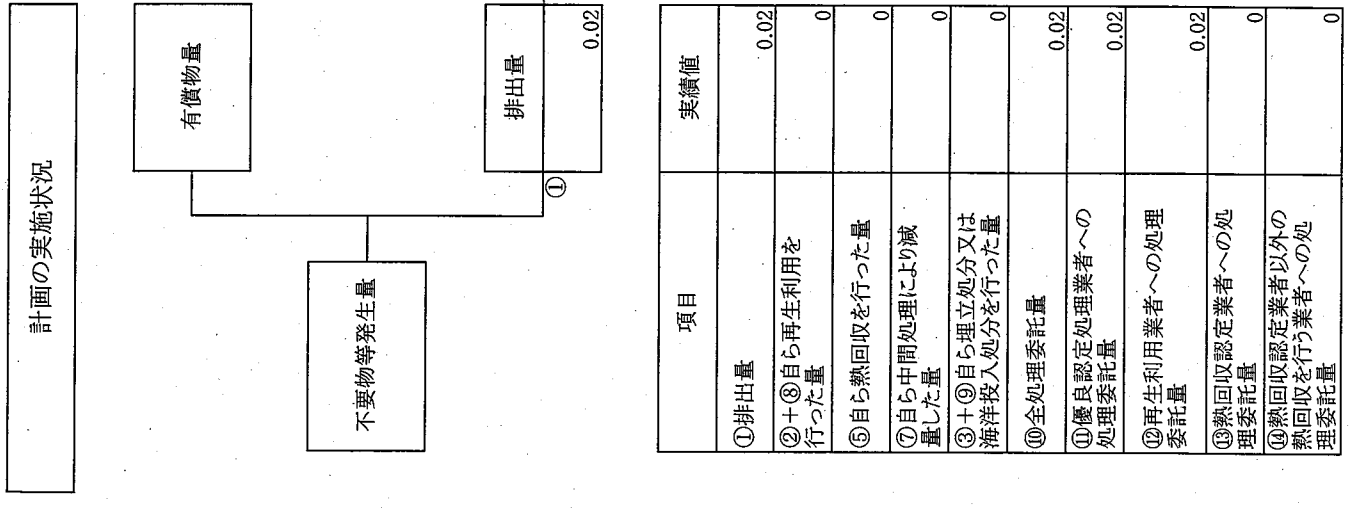 計画の実施状況
有償物量
不要物等発生量
排出量
①
0.02
項目
実績値
①排出量
0.02
②+⑧自ら再生利用を
行った量
0
⑤自ら熱回収を行った量
0
⑦自ら中間処理により減
量した量
0
③+⑨自ら埋立処分又は
海洋投入処分を行った量
0
⑩全処理委託量
0.02
⑪優良認定処理業者への
処理委託量
0.02
⑫再生利用業者への処理
委託量
0.02
⑬熱回収認定業者への処
理委託量
0
⑭熱回収認定業者以外の
熱回収を行う業者への処
理委託量
0